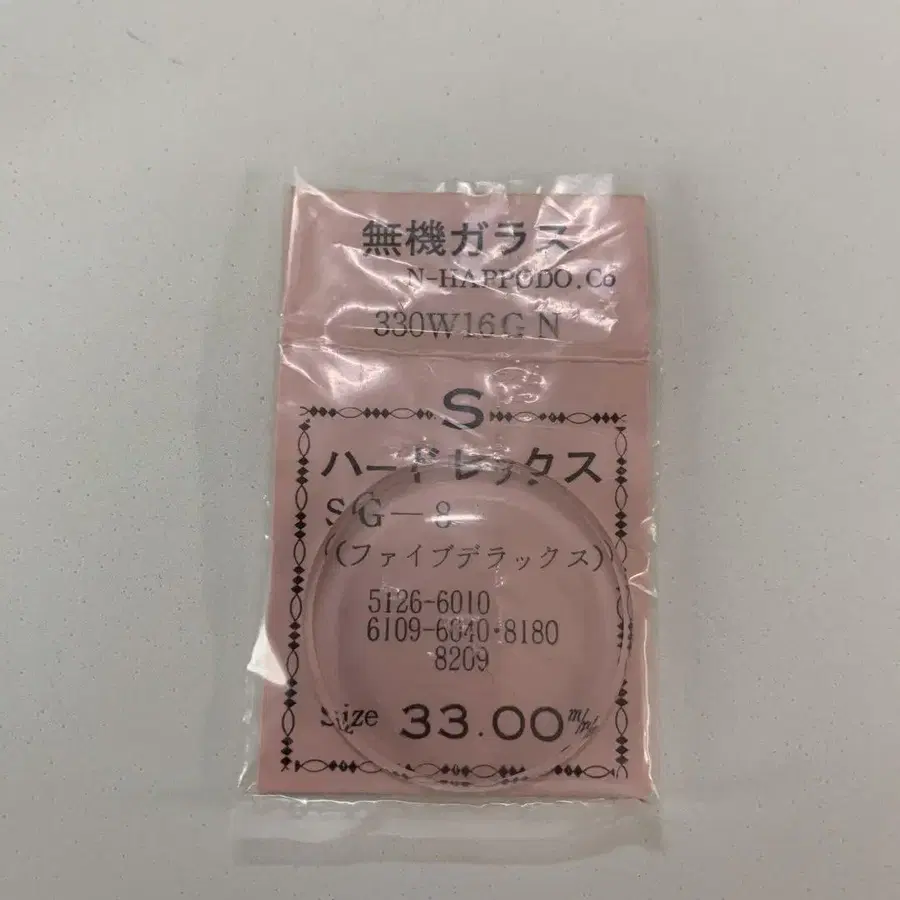 無機ガラス
N-HAPPODO.Co
330W16GN
S
ハードレックス
SG-8
(ファイブデラックス)
5126-6010
6109-6040・8180
8209
Size 33.00 m/m